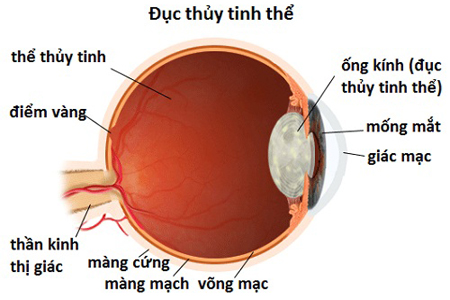 Đục thủy tinh thể
thể thủy tinh
ống kính (đục
thủy tinh thể)
điểm vàng
mống mắt
giác mạc
thần kinh
thị giác
màng cứng
màng mạch
võng mạc